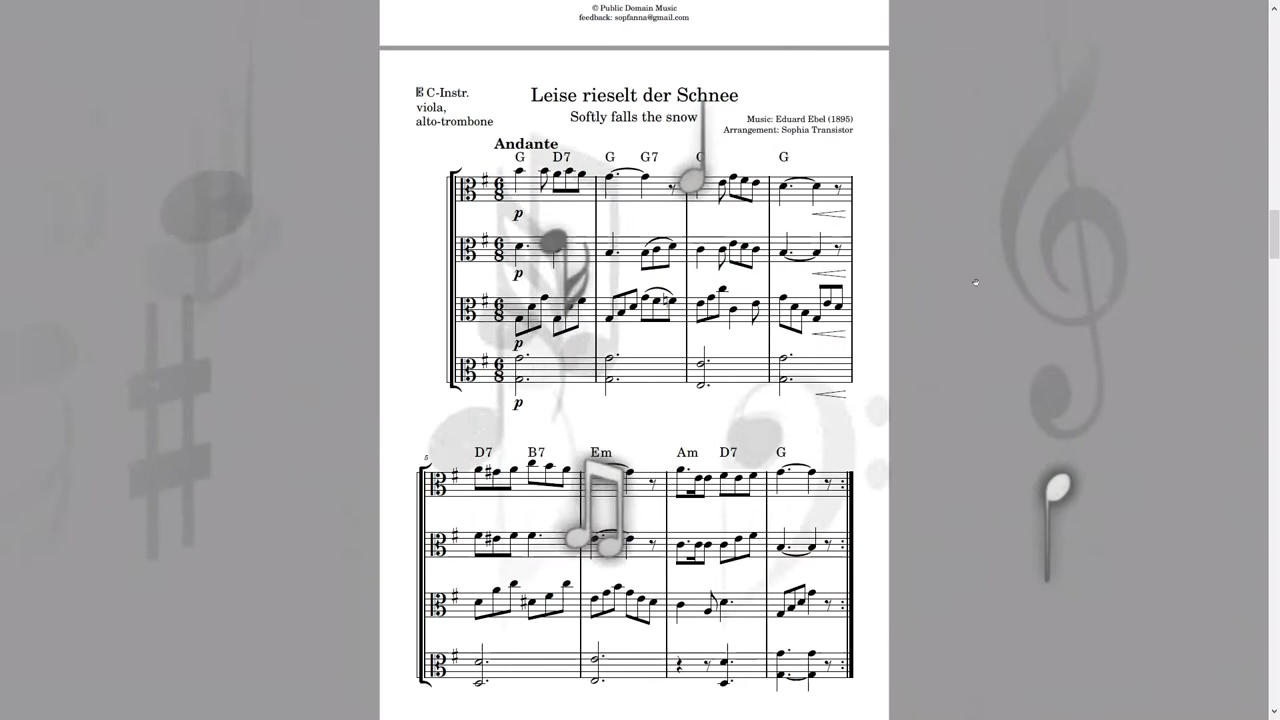 © Public Domain Music
feedback: sopfanna@gmail.com
Leise rieselt der Schnee
C-Instr.
viola,
alto-trombone
Softly falls the snow
Music: Eduard Ebel (1895)
Arrangement: Sophia Transistor
Andante
G D7 G G7 G
p
p
p
p
5 D7 B7 Em Am D7 G